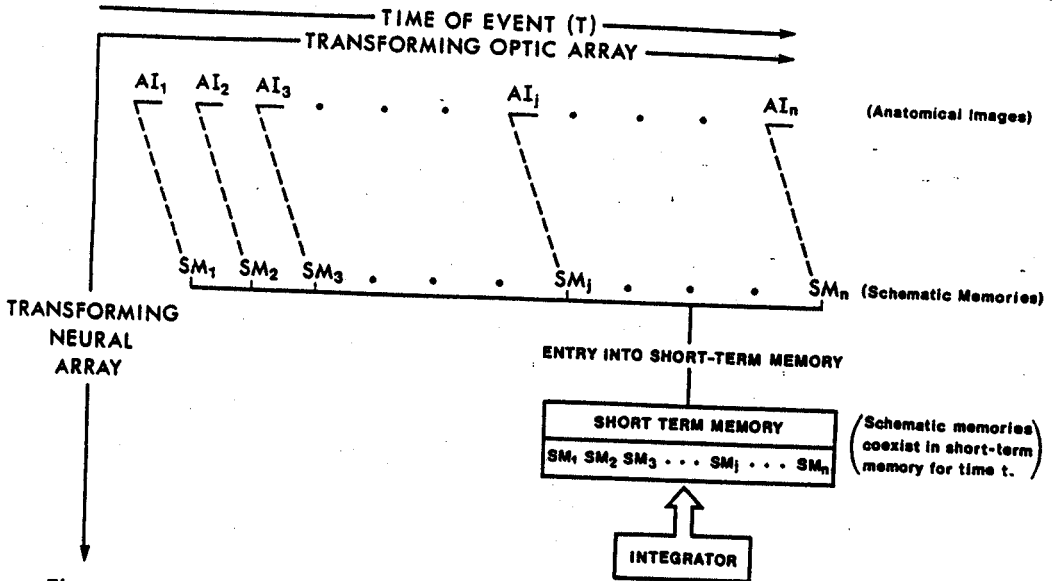 TIME OF EVENT (T)
TRANSFORMING OPTIC ARRAY
AI₁ AI₂ AI₃ • • • AIⱼ • • • AIₙ (Anatomical Images)
SM₁ SM₂ SM₃ • • • SMⱼ • • • SMₙ (Schematic Memories)
TRANSFORMING
NEURAL
ARRAY
ENTRY INTO SHORT-TERM MEMORY
SHORT TERM MEMORY
SM₁ SM₂ SM₃ • • • SMⱼ • • • SMₙ
(Schematic memories
coexist in short-term
memory for time t.)
INTEGRATOR